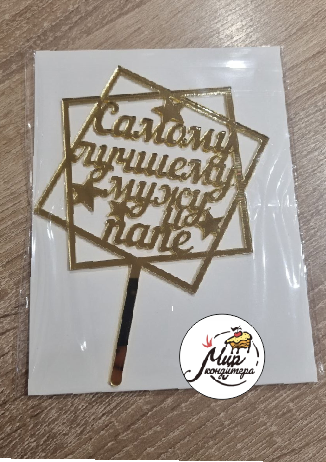 Самому
лучшему
мужу
и
папе
Мир
кондитера